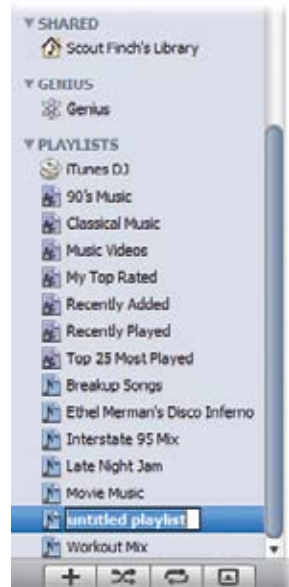 SHARED
Scout Finch's Library
GENIUS
Genius
PLAYLISTS
iTunes DJ
90's Music
Classical Music
Music Videos
My Top Rated
Recently Added
Recently Played
Top 25 Most Played
Breakup Songs
Ethel Merman's Disco Inferno
Interstate 95 Mix
Late Night Jam
Movie Music
untitled playlist
Workout Mix